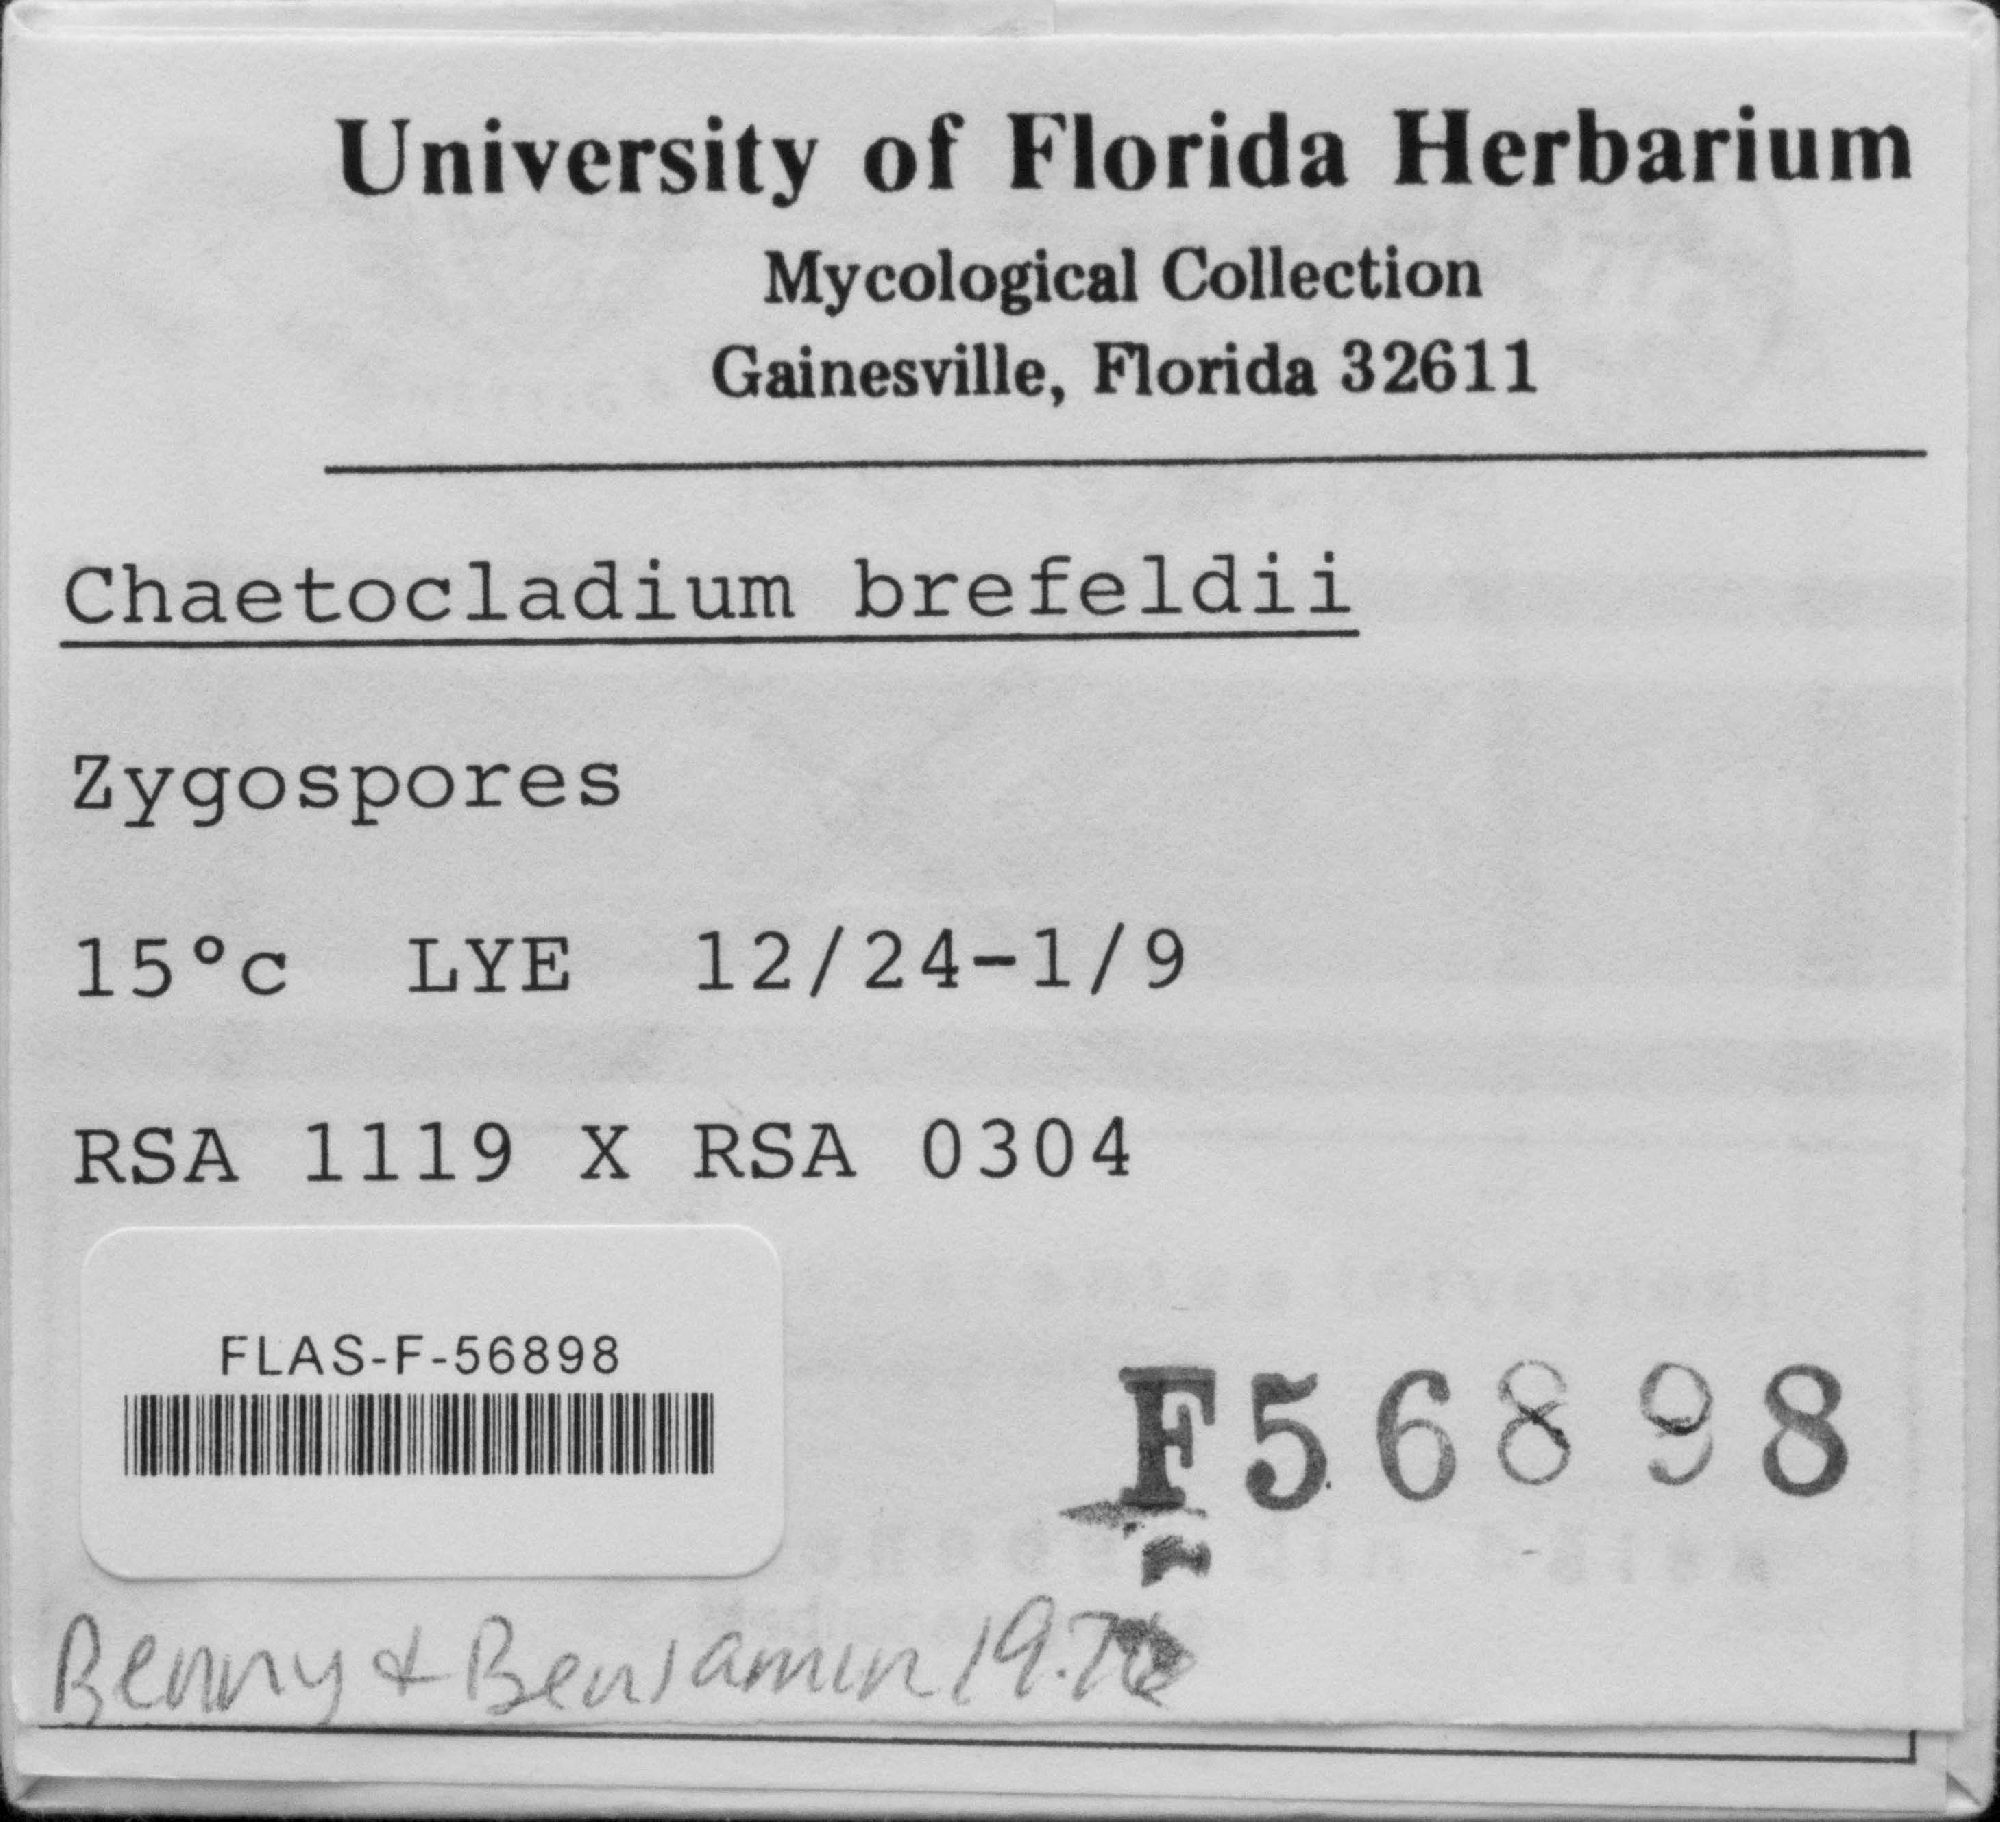 University of Florida Herbarium
Mycological Collection
Gainesville, Florida 32611
Chaetocladium brefeldii
Zygospores
15°c LYE 12/24-1/9
RSA 1119 X RSA 0304
FLAS-F-56898
F56898
Benny & Benjamin